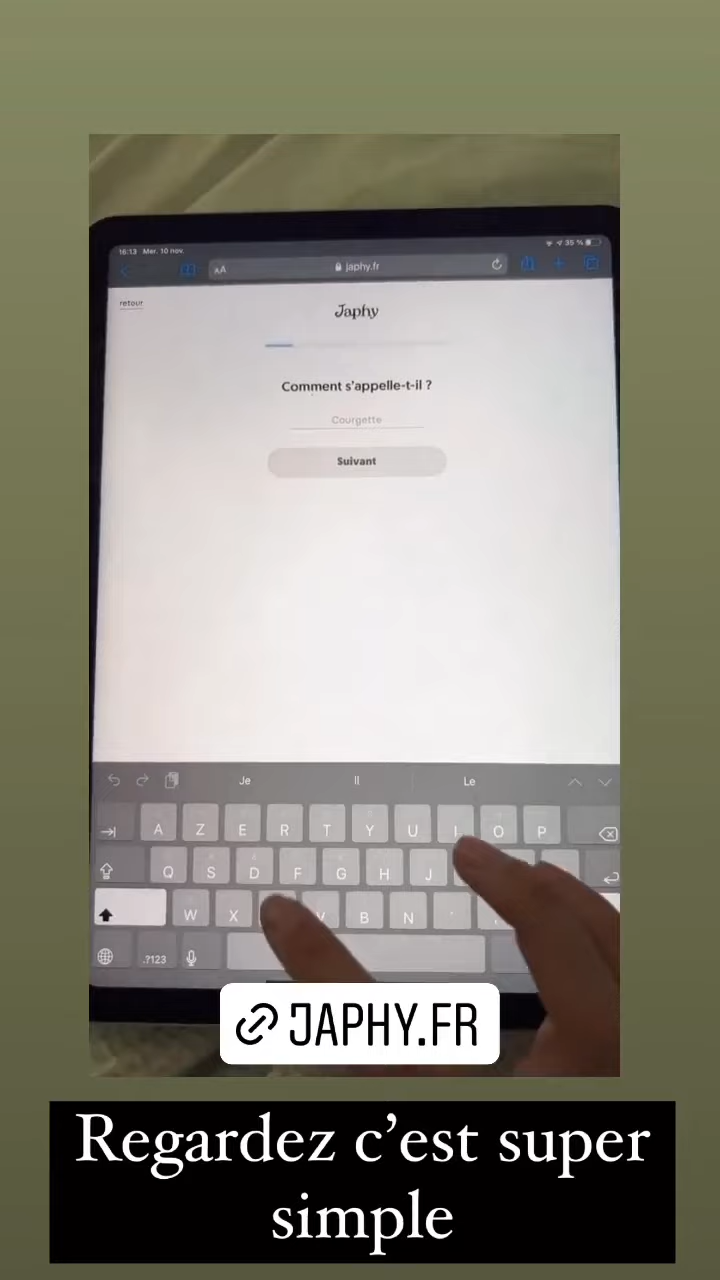 16:13 Mer. 10 nov.
35 %
AA
japhy.fr
retour
Japhy
Comment s'appelle-t-il ?
Courgette
Suivant
Je
Il
Le
A Z E R T Y U I O P
Q S D F G H J
W X V B N
.?123
JAPHY.FR
Regardez c'est super
simple